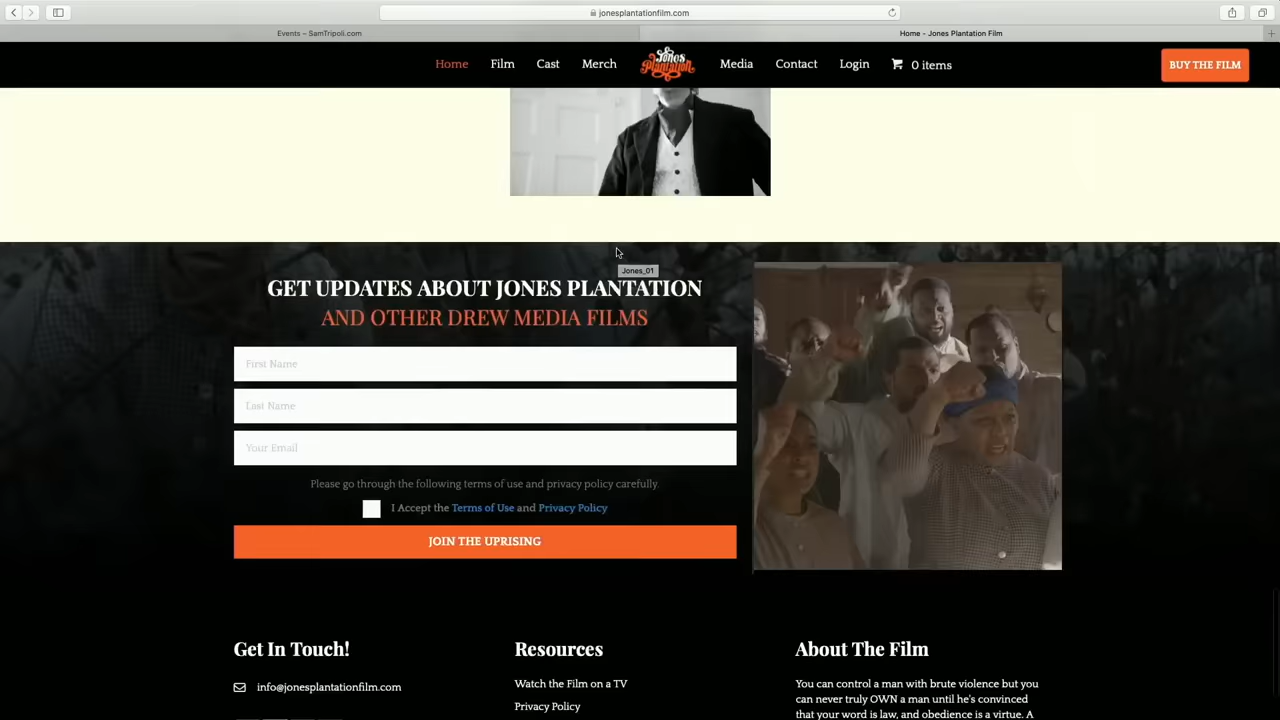 jonesplantationfilm.com
Events – SamTripoli.com
Home - Jones Plantation Film
Home
Film
Cast
Merch
Jones
Plantation
Media
Contact
Login
0 items
BUY THE FILM
Jones_01
GET UPDATES ABOUT JONES PLANTATION
AND OTHER DREW MEDIA FILMS
First Name
Last Name
Your Email
Please go through the following terms of use and privacy policy carefully.
I Accept the Terms of Use and Privacy Policy
JOIN THE UPRISING
Get In Touch!
info@jonesplantationfilm.com
Resources
Watch the Film on a TV
Privacy Policy
About The Film
You can control a man with brute violence but you
can never truly OWN a man until he's convinced
that your word is law, and obedience is a virtue. A